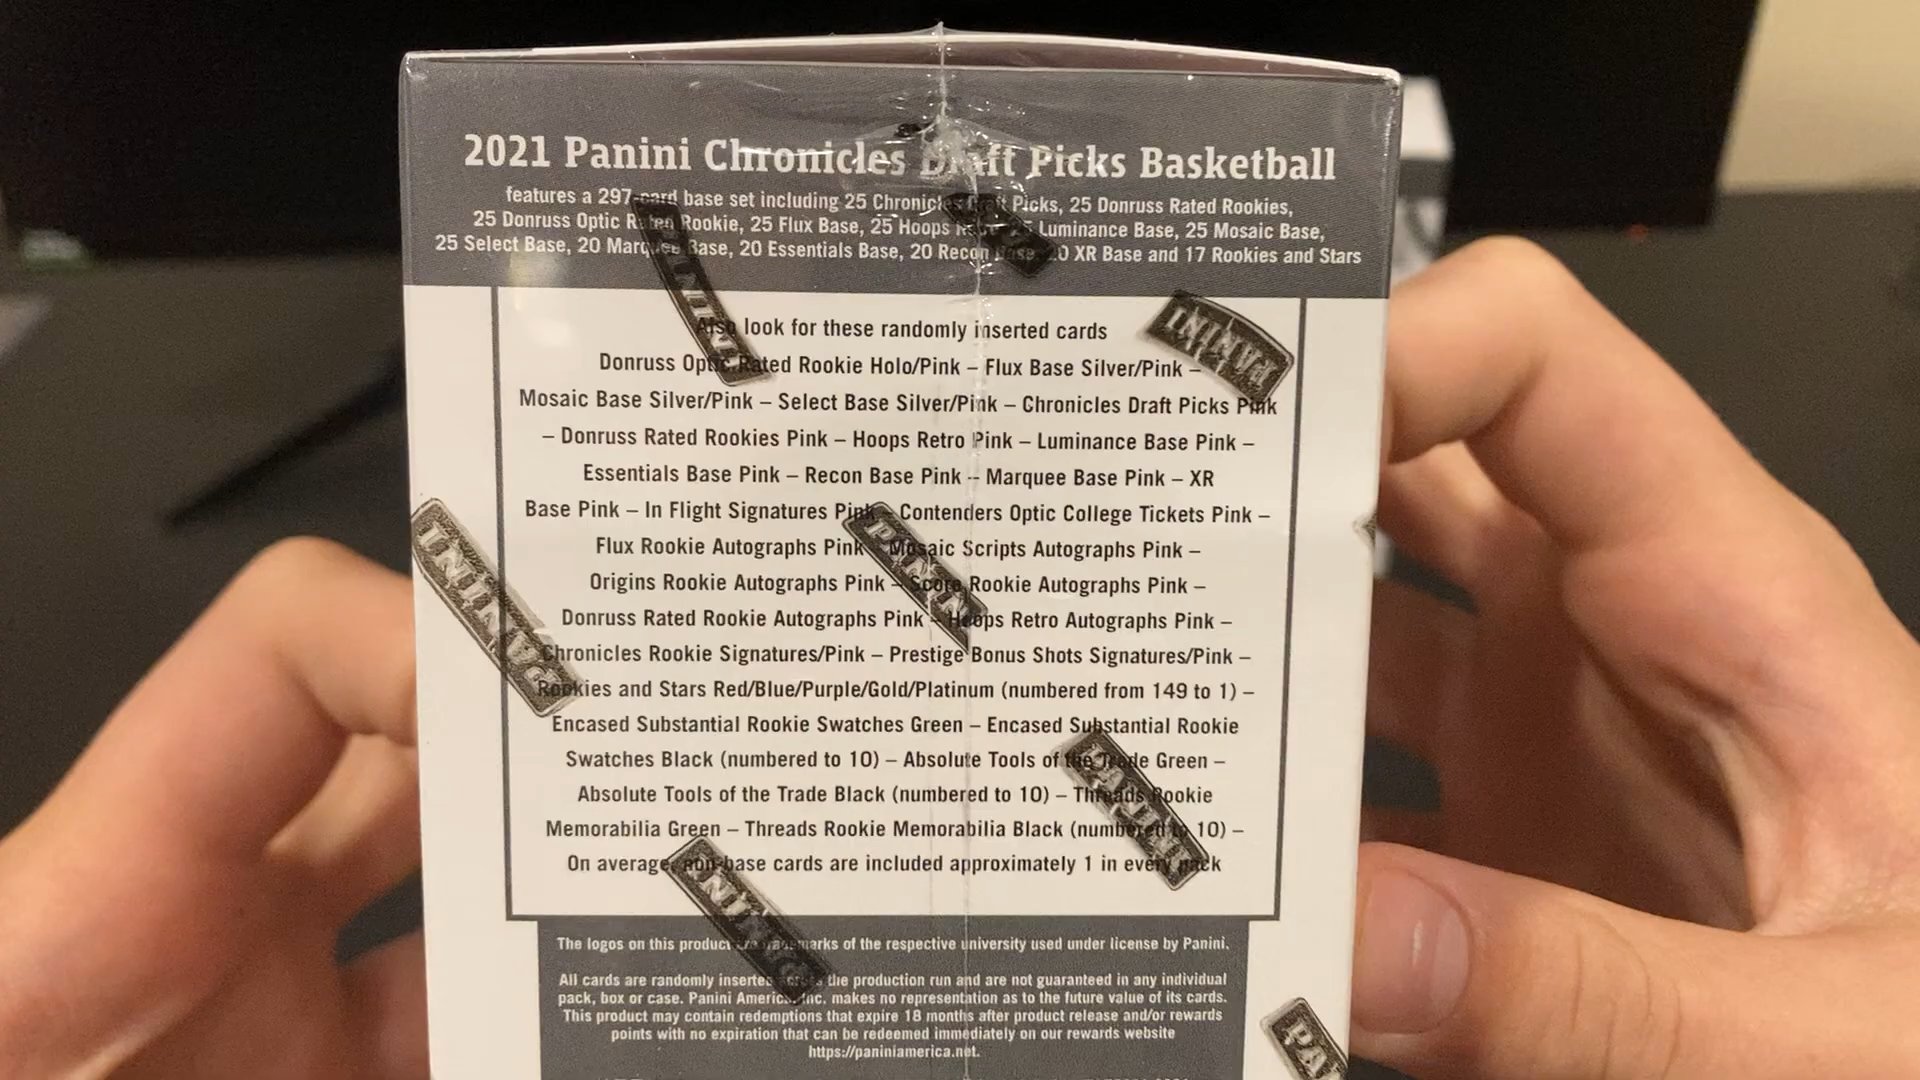 2021 Panini Chronicles Draft Picks Basketball
features a 297-card base set including 25 Chronicles Draft Picks, 25 Donruss Rated Rookies,
25 Donruss Optic Rated Rookie, 25 Flux Base, 25 Hoops Retro, 25 Luminance Base, 25 Mosaic Base,
25 Select Base, 20 Marquee Base, 20 Essentials Base, 20 Recon Base, 20 XR Base and 17 Rookies and Stars
Also look for these randomly inserted cards
Donruss Optic Rated Rookie Holo/Pink – Flux Base Silver/Pink –
Mosaic Base Silver/Pink – Select Base Silver/Pink – Chronicles Draft Picks Pink
– Donruss Rated Rookies Pink – Hoops Retro Pink – Luminance Base Pink –
Essentials Base Pink – Recon Base Pink – Marquee Base Pink – XR
Base Pink – In Flight Signatures Pink – Contenders Optic College Tickets Pink –
Flux Rookie Autographs Pink – Mosaic Scripts Autographs Pink –
Origins Rookie Autographs Pink – Score Rookie Autographs Pink –
Donruss Rated Rookie Autographs Pink – Hoops Retro Autographs Pink –
Chronicles Rookie Signatures/Pink – Prestige Bonus Shots Signatures/Pink –
Rookies and Stars Red/Blue/Purple/Gold/Platinum (numbered from 149 to 1) –
Encased Substantial Rookie Swatches Green – Encased Substantial Rookie
Swatches Black (numbered to 10) – Absolute Tools of the Trade Green –
Absolute Tools of the Trade Black (numbered to 10) – Threads Rookie
Memorabilia Green – Threads Rookie Memorabilia Black (numbered to 10) –
On average, non-base cards are included approximately 1 in every pack
The logos on this product are trademarks of the respective university used under license by Panini.
All cards are randomly inserted across the production run and are not guaranteed in any individual
pack, box or case. Panini America, Inc. makes no representation as to the future value of its cards.
This product may contain redemptions that expire 18 months after product release and/or rewards
points with no expiration that can be redeemed immediately on our rewards website
https://paniniamerica.net.
PANINI
PANINI
PANINI
PANINI
PANINI
PANINI